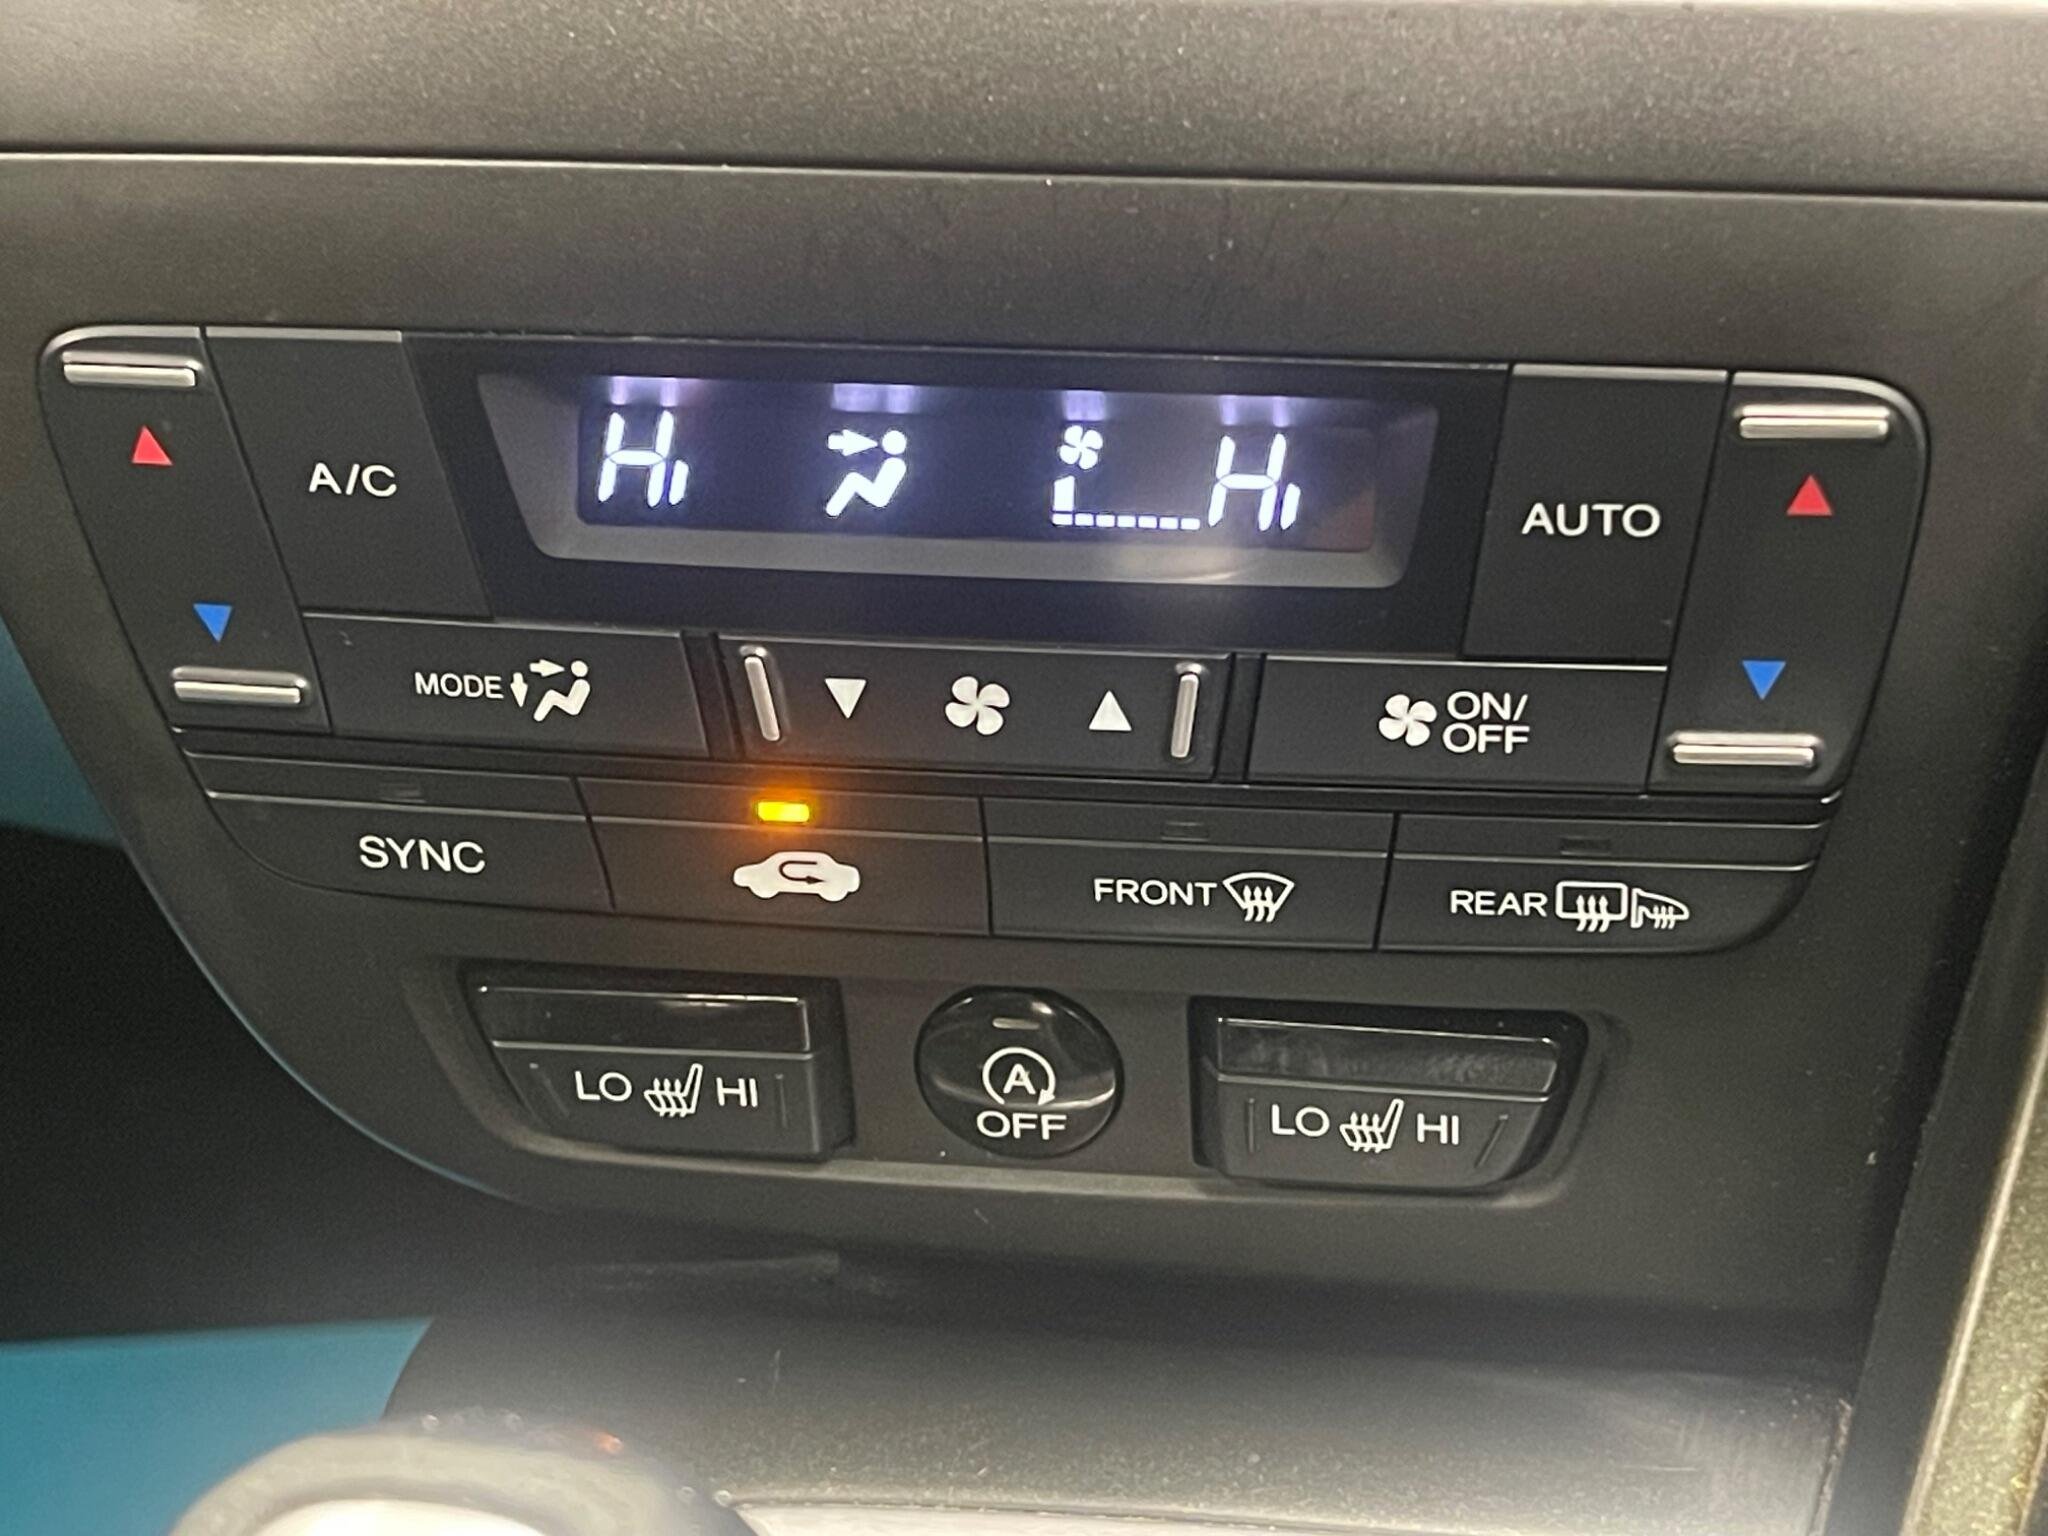 Hi Hi
A/C
AUTO
MODE
ON/
OFF
SYNC
FRONT
REAR
LO HI
A
OFF
LO HI